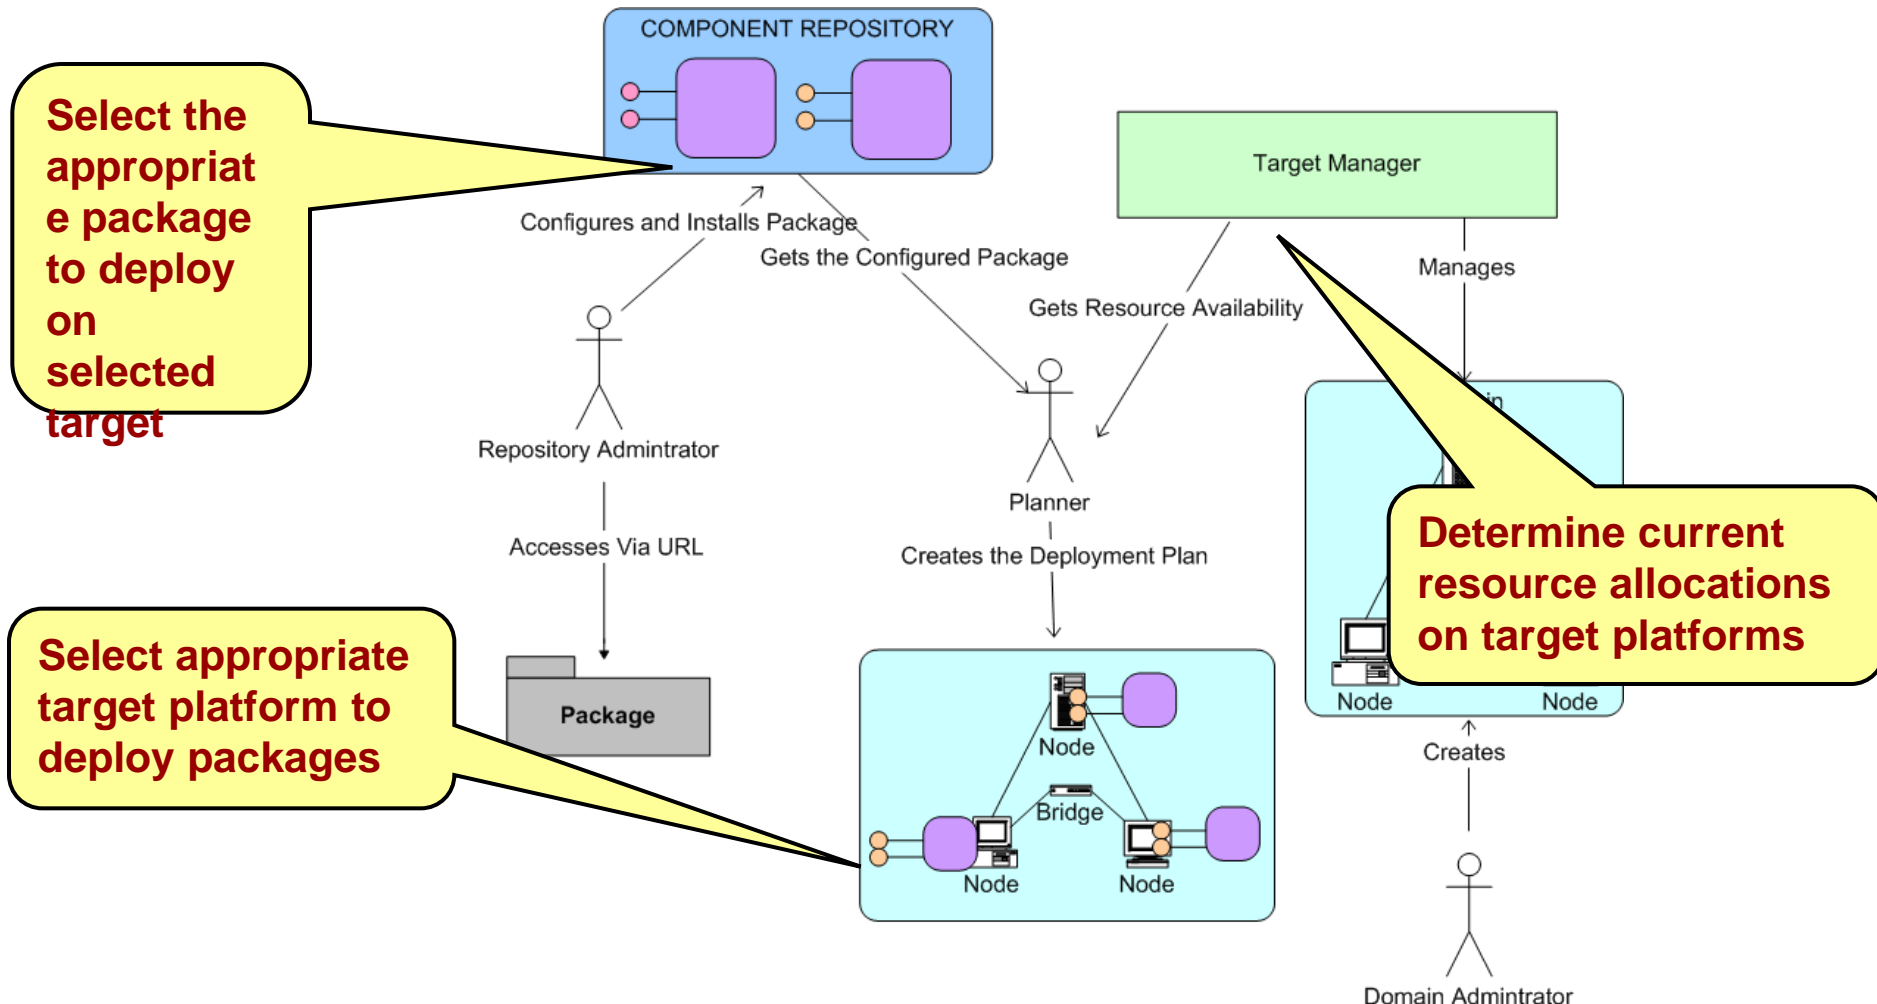 COMPONENT REPOSITORY
Select the
appropriat
e package
to deploy
on
selected
target
Target Manager
Configures and Installs Package
Gets the Configured Package
Manages
Gets Resource Availability
in
Repository Admintrator
Planner
Accesses Via URL
Creates the Deployment Plan
Determine current
resource allocations
on target platforms
Select appropriate
target platform to
deploy packages
Package
Node
Node
Node
Bridge
Node
Node
Creates
Domain Admintrator